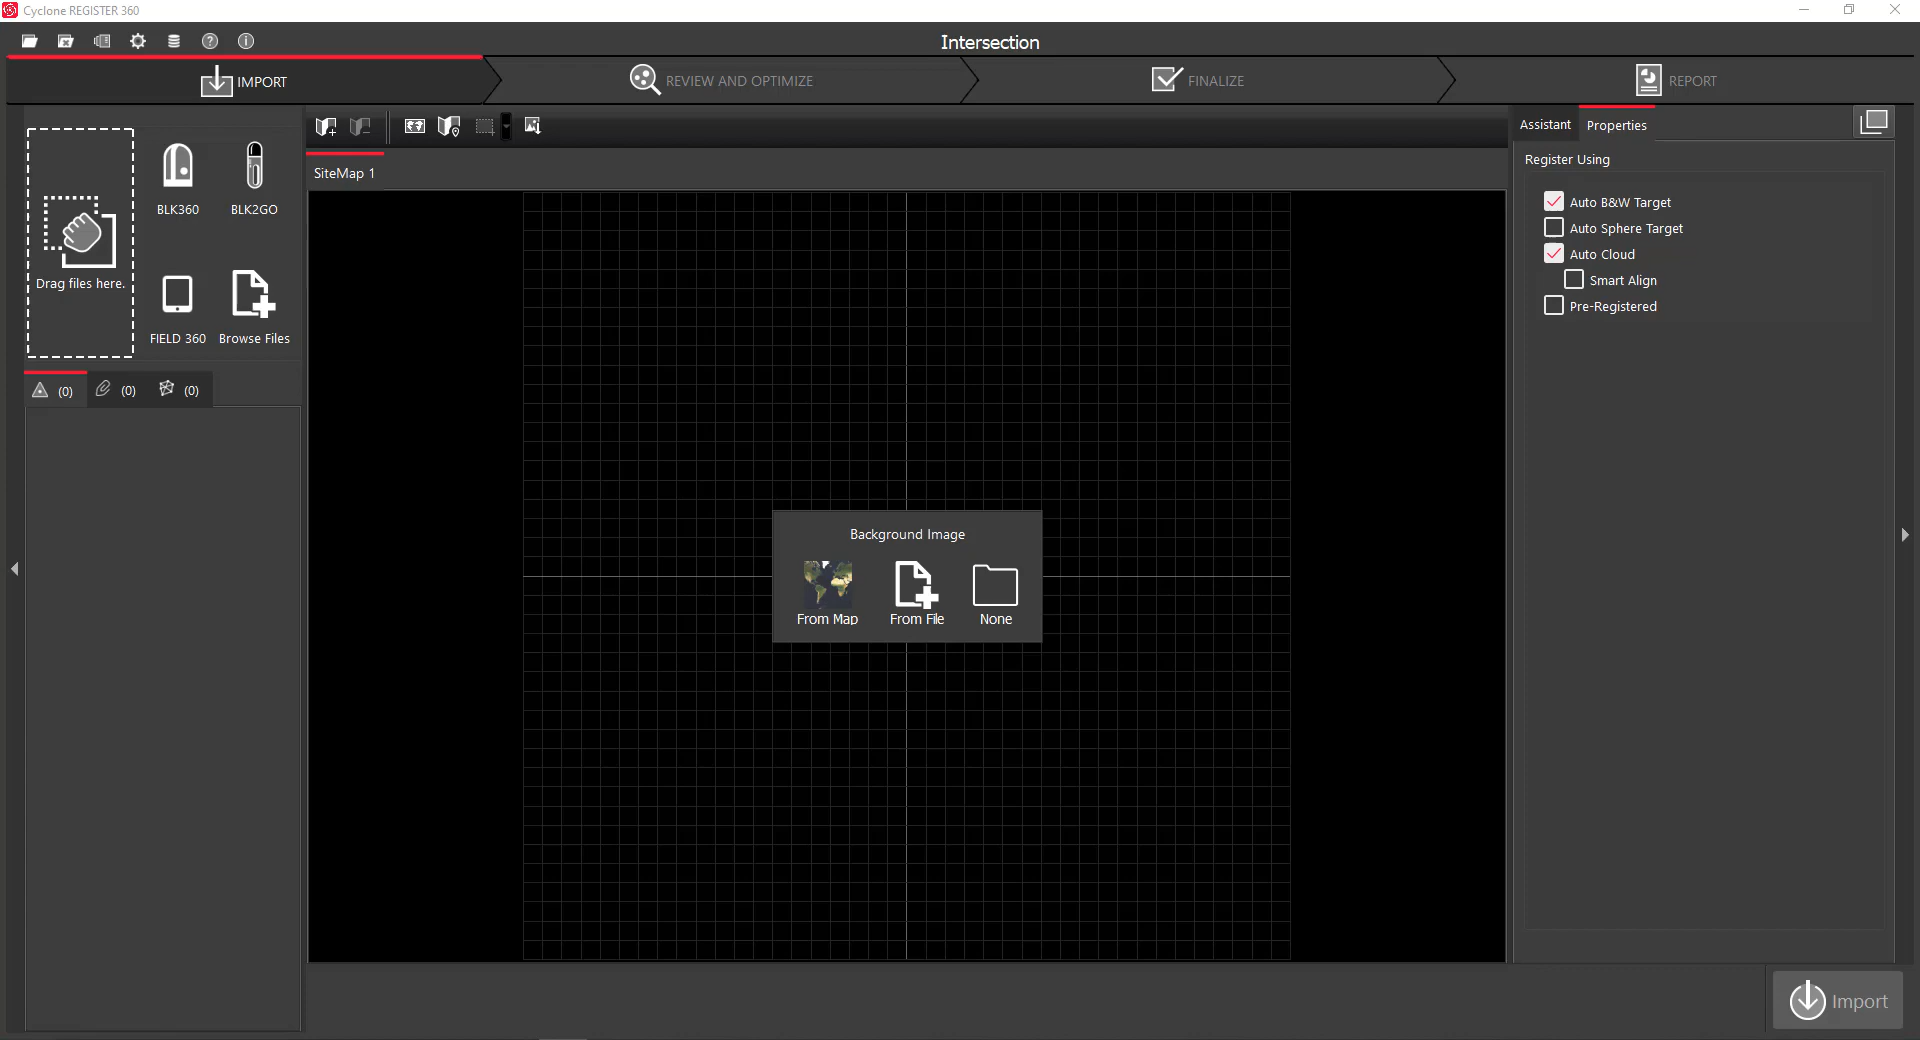 Cyclone REGISTER 360
Intersection
IMPORT
REVIEW AND OPTIMIZE
FINALIZE
REPORT
Drag files here.
BLK360
BLK2GO
FIELD 360
Browse Files
(0)
(0)
(0)
SiteMap 1
Background Image
From Map
From File
None
Assistant
Properties
Register Using
Auto B&W Target
Auto Sphere Target
Auto Cloud
Smart Align
Pre-Registered
Import